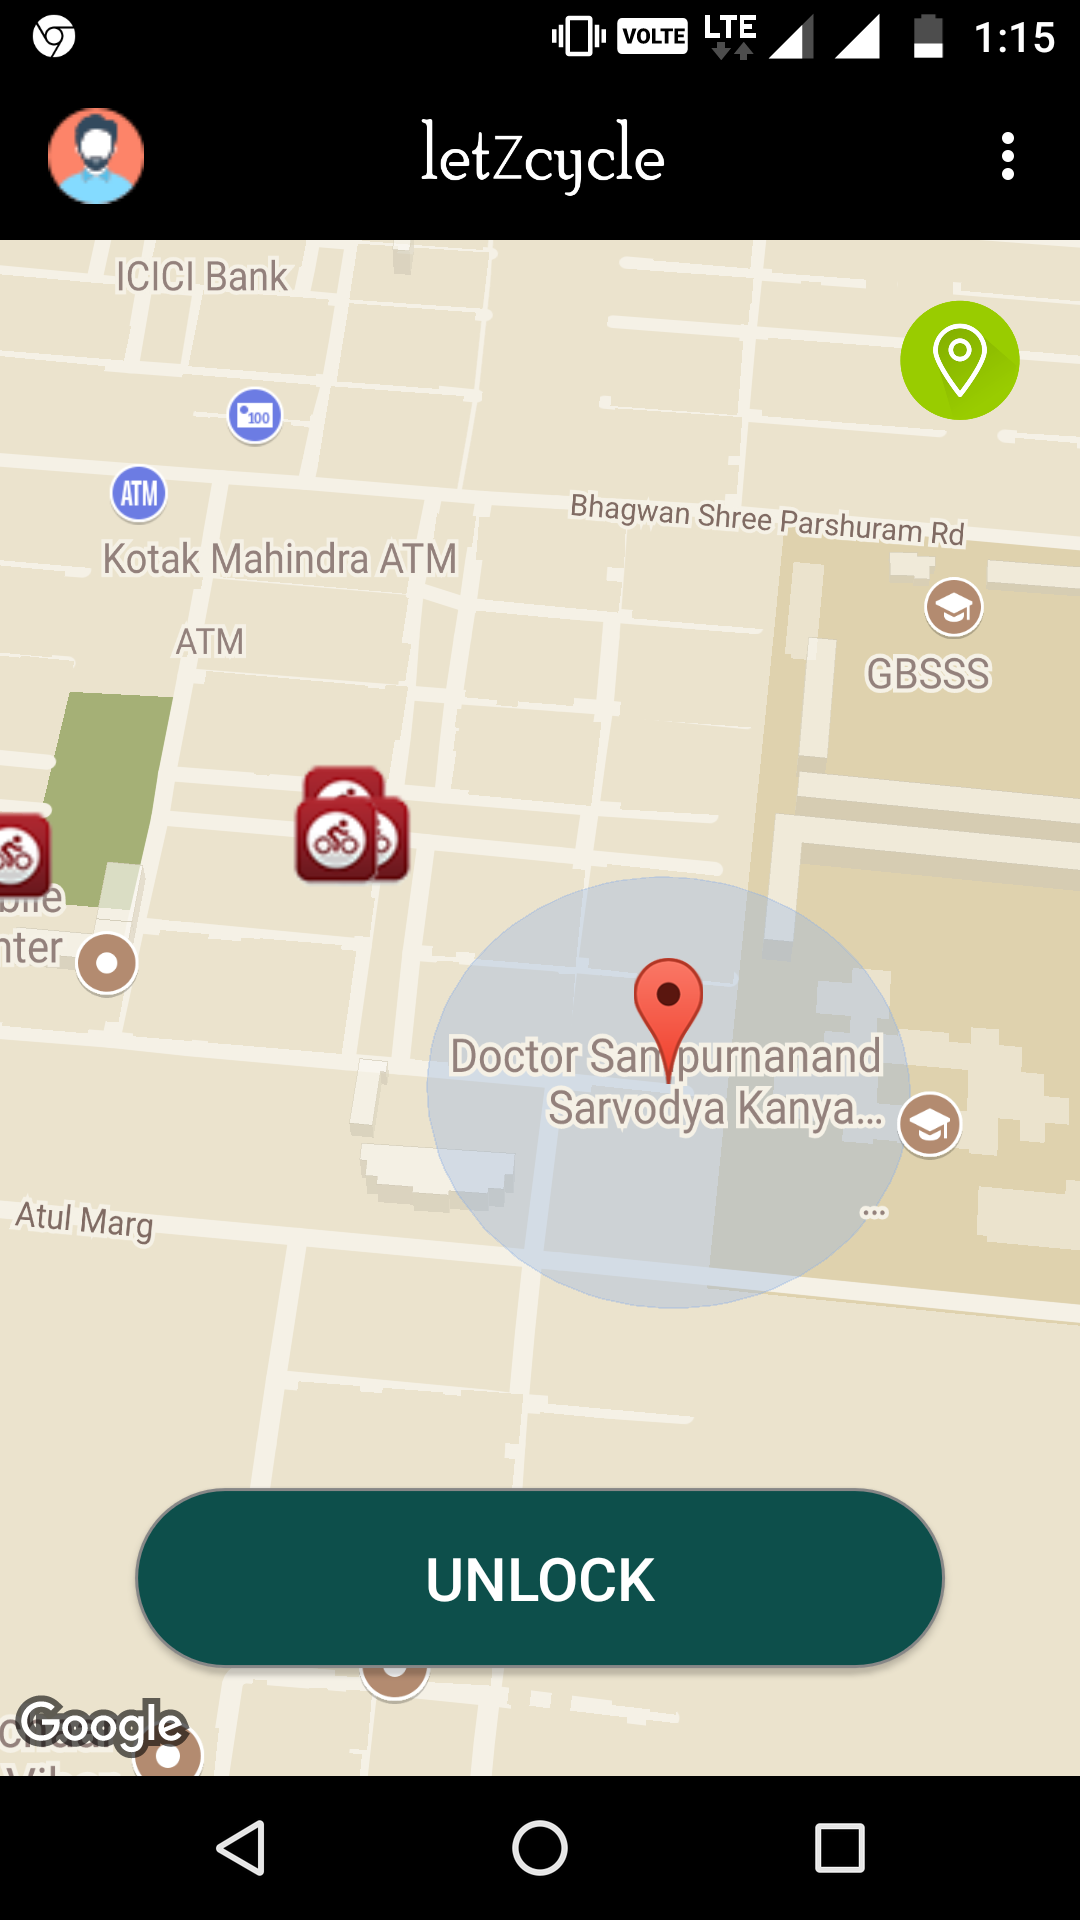 VOLTE
LTE
1:15
letZcycle
ICICI Bank
100
ATM
Bhagwan Shree Parshuram Rd
Kotak Mahindra ATM
ATM
GBSSS
Doctor Sampurnanand
Sarvodya Kanya...
...
Atul Marg
UNLOCK
Google